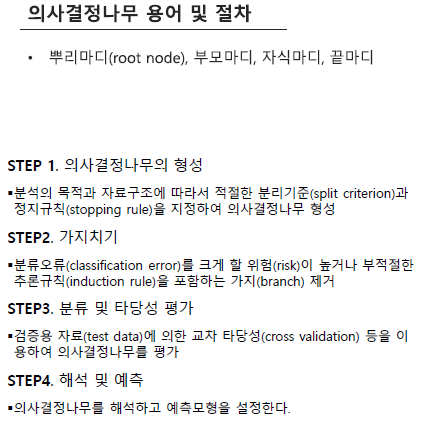 의사결정나무 용어 및 절차
• 뿌리마디(root node), 부모마디, 자식마디, 끝마디
STEP 1. 의사결정나무의 형성
▪분석의 목적과 자료구조에 따라서 적절한 분리기준(split criterion)과
정지규칙(stopping rule)을 지정하여 의사결정나무 형성
STEP2. 가지치기
▪분류오류(classification error)를 크게 할 위험(risk)이 높거나 부적절한
추론규칙(induction rule)을 포함하는 가지(branch) 제거
STEP3. 분류 및 타당성 평가
▪검증용 자료(test data)에 의한 교차 타당성(cross validation) 등을 이
용하여 의사결정나무를 평가
STEP4. 해석 및 예측
▪의사결정나무를 해석하고 예측모형을 설정한다.